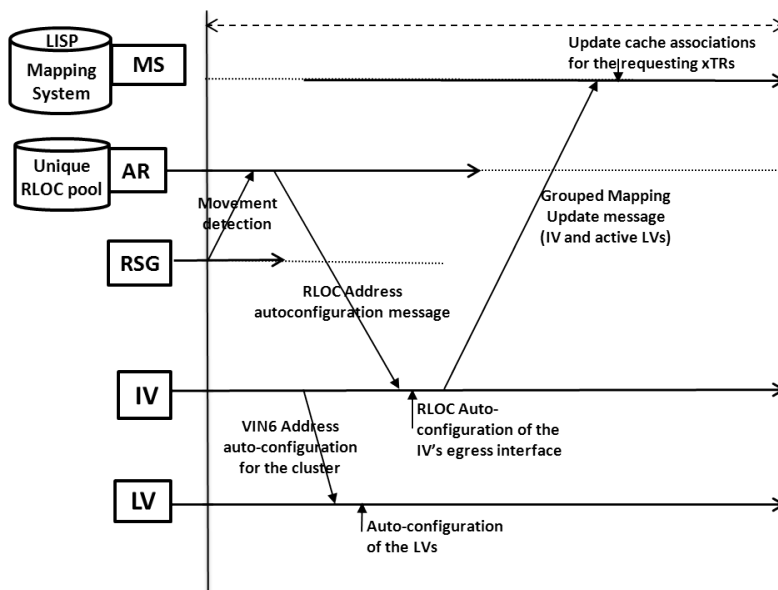 LISP
Mapping
System
MS
Update cache associations
for the requesting xTRs
Unique
RLOC pool
AR
Movement
detection
Grouped Mapping
Update message
(IV and active LVs)
RSG
RLOC Address
autoconfiguration message
IV
VIN6 Address
auto-configuration
for the cluster
RLOC Auto-
configuration of the
IV's egress interface
LV
Auto-configuration
of the LVs